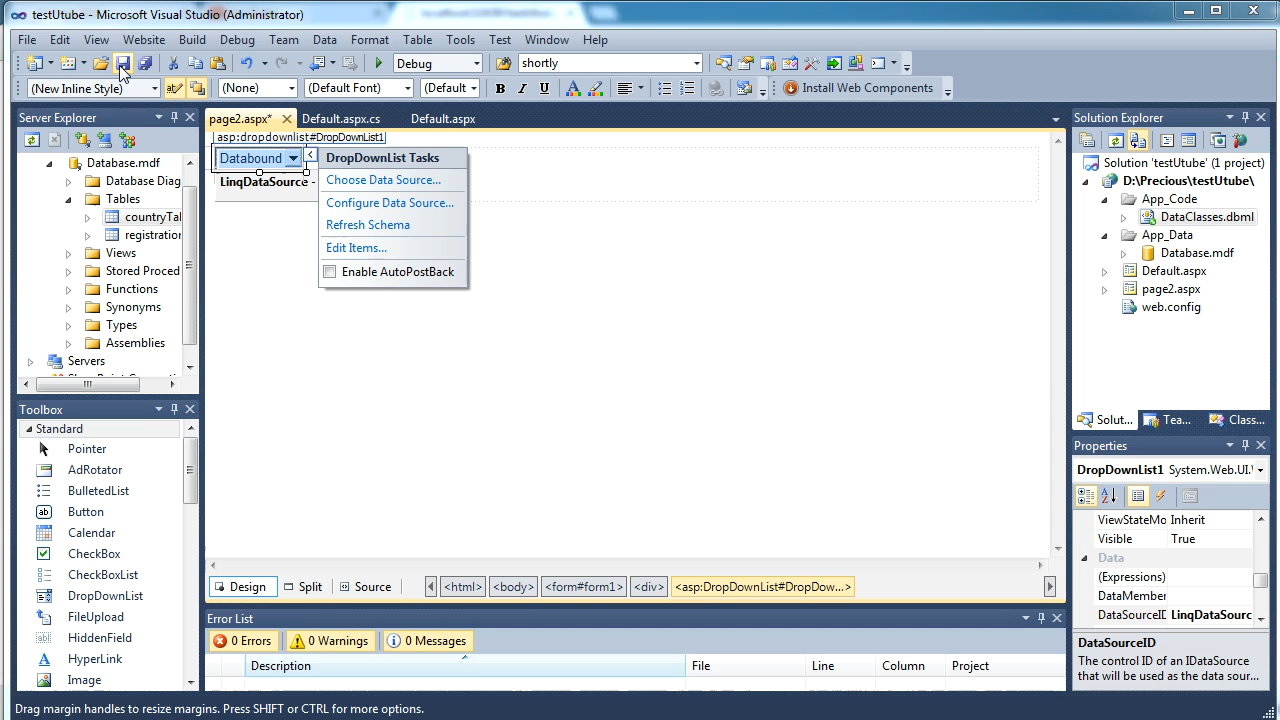 testUtube - Microsoft Visual Studio (Administrator)
File Edit View Website Build Debug Team Data Format Table Tools Test Window Help
Debug shortly
(New Inline Style) (None) (Default Font) (Default B I U A Install Web Components
Server Explorer
Database.mdf
Database Diag
Tables
countryTal
registration
Views
Stored Proced
Functions
Synonyms
Types
Assemblies
Servers
Toolbox
Standard
Pointer
AdRotator
BulletedList
Button
Calendar
CheckBox
CheckBoxList
DropDownList
FileUpload
HiddenField
HyperLink
Image
page2.aspx* Default.aspx.cs Default.aspx
asp:dropdownlist#DropDownList1
Databound
LinqDataSource -
DropDownList Tasks
Choose Data Source...
Configure Data Source...
Refresh Schema
Edit Items...
Enable AutoPostBack
Design Split Source <html> <body> <form#form1> <div> <asp:DropDownList#DropDow...>
Error List
0 Errors 0 Warnings 0 Messages
Description File Line Column Project
Solution Explorer
Solution 'testUtube' (1 project)
D:\Precious\testUtube\
App_Code
DataClasses.dbml
App_Data
Database.mdf
Default.aspx
page2.aspx
web.config
Solut... Tea... Class...
Properties
DropDownList1 System.Web.UI.\
ViewStateMo Inherit
Visible True
Data
(Expressions)
DataMember
DataSourceID LinqDataSourc
DataSourceID
The control ID of an IDataSource
that will be used as the data sour...
Drag margin handles to resize margins. Press SHIFT or CTRL for more options.